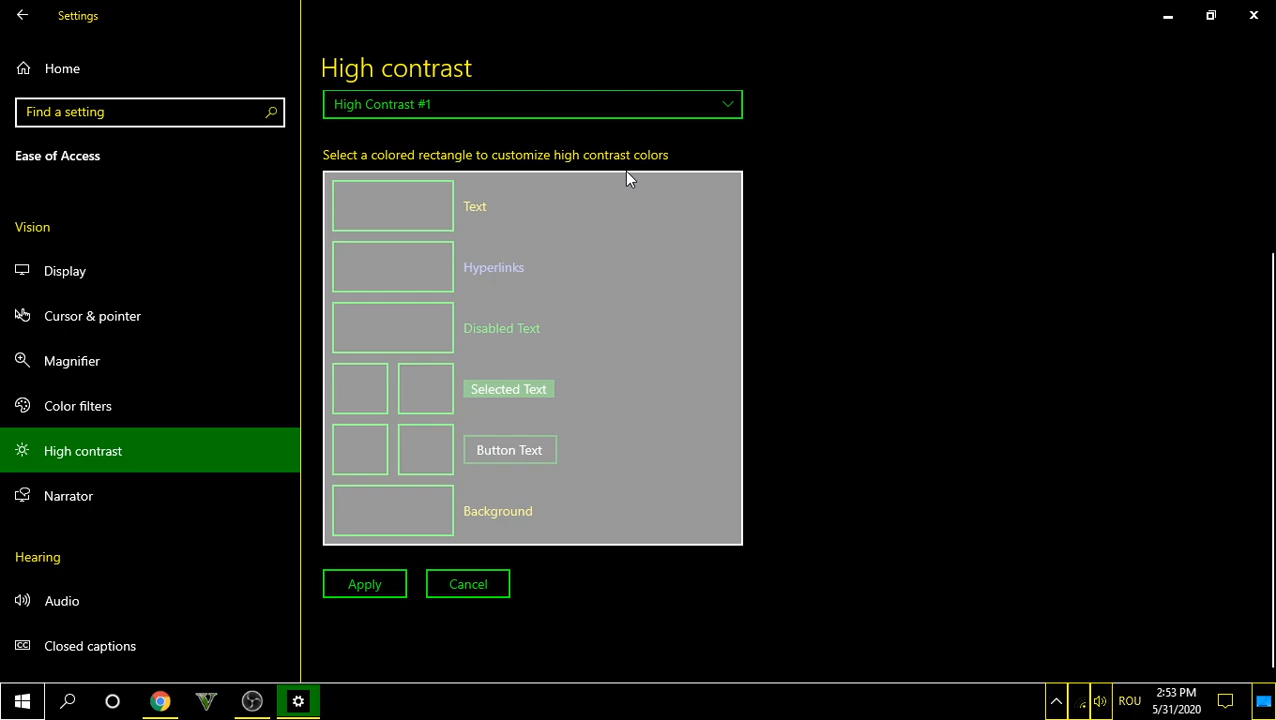 Settings
Home
Find a setting
Ease of Access
Vision
Display
Cursor & pointer
Magnifier
Color filters
High contrast
Narrator
Hearing
Audio
Closed captions
High contrast
High Contrast #1
Select a colored rectangle to customize high contrast colors
Text
Hyperlinks
Disabled Text
Selected Text
Button Text
Background
Apply
Cancel
ROU
2:53 PM
5/31/2020